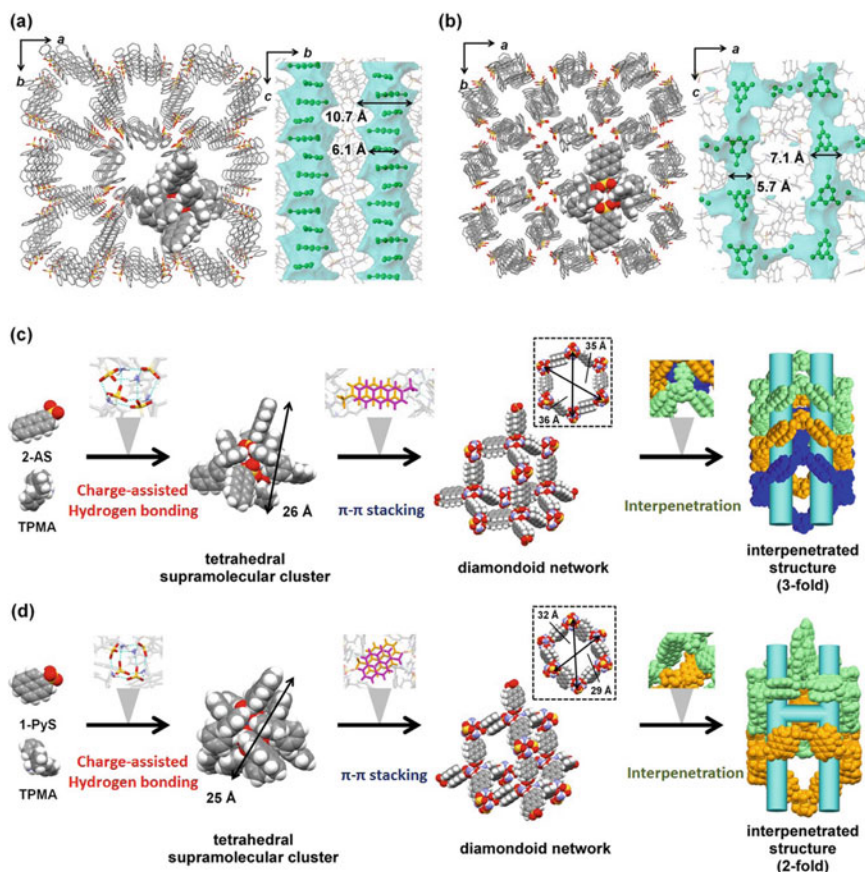 (a)
a
b
b
c
10.7 Å
6.1 Å
(b)
a
b
a
c
7.1 Å
5.7 Å
(c)
2-AS
TPMA
Charge-assisted
Hydrogen bonding
26 Å
tetrahedral
supramolecular cluster
π-π stacking
35 Å
36 Å
diamondoid network
Interpenetration
interpenetrated
structure
(3-fold)
(d)
1-PyS
TPMA
Charge-assisted
Hydrogen bonding
25 Å
tetrahedral
supramolecular cluster
π-π stacking
32 Å
29 Å
diamondoid network
Interpenetration
interpenetrated
structure
(2-fold)